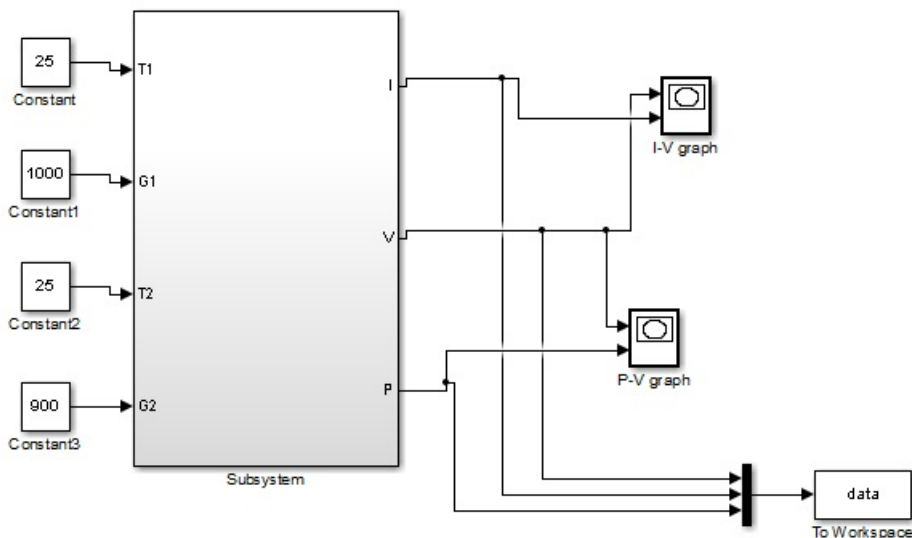 25
Constant
1000
Constant1
25
Constant2
900
Constant3
T1
G1
T2
G2
I
V
P
Subsystem
I-V graph
P-V graph
data
To Workspace